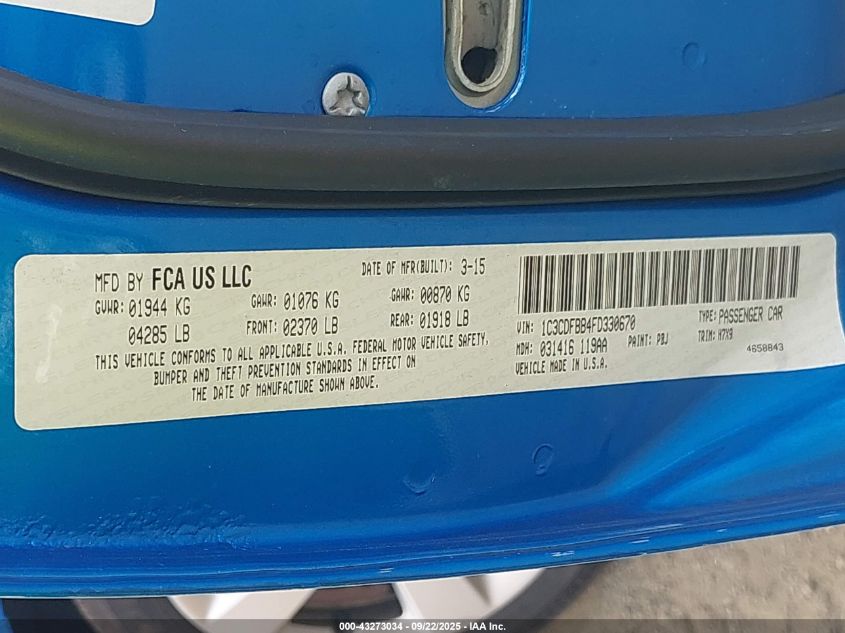 MFD BY FCA US LLC DATE OF MFR(BUILT): 3-15
GVWR: 01944 KG GAWR: 01076 KG GAWR: 00870 KG
04285 LB FRONT: 02370 LB REAR: 01918 LB
THIS VEHICLE CONFORMS TO ALL APPLICABLE U.S.A. FEDERAL MOTOR VEHICLE SAFETY,
BUMPER AND THEFT PREVENTION STANDARDS IN EFFECT ON
THE DATE OF MANUFACTURE SHOWN ABOVE.
VIN: 1C3CDFBB4FD330670 TYPE: PASSENGER CAR
MDH: 031416 119AA PAINT: PBJ TRIM: H7X9
VEHICLE MADE IN U.S.A. 4658843
000-43273034 - 09/22/2025 - IAA, Inc.